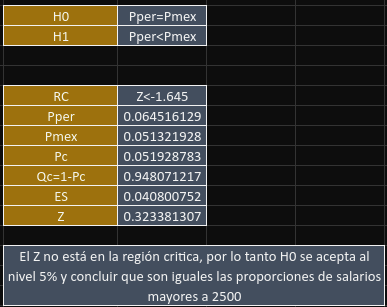 H0 Pper=Pmex
H1 Pper<Pmex
RC Z<-1.645
Pper 0.064516129
Pmex 0.051321928
Pc 0.051928783
Qc=1-Pc 0.948071217
ES 0.040800752
Z 0.323381307
El Z no está en la región critica, por lo tanto H0 se acepta al
nivel 5% y concluir que son iguales las proporciones de salarios
mayores a 2500